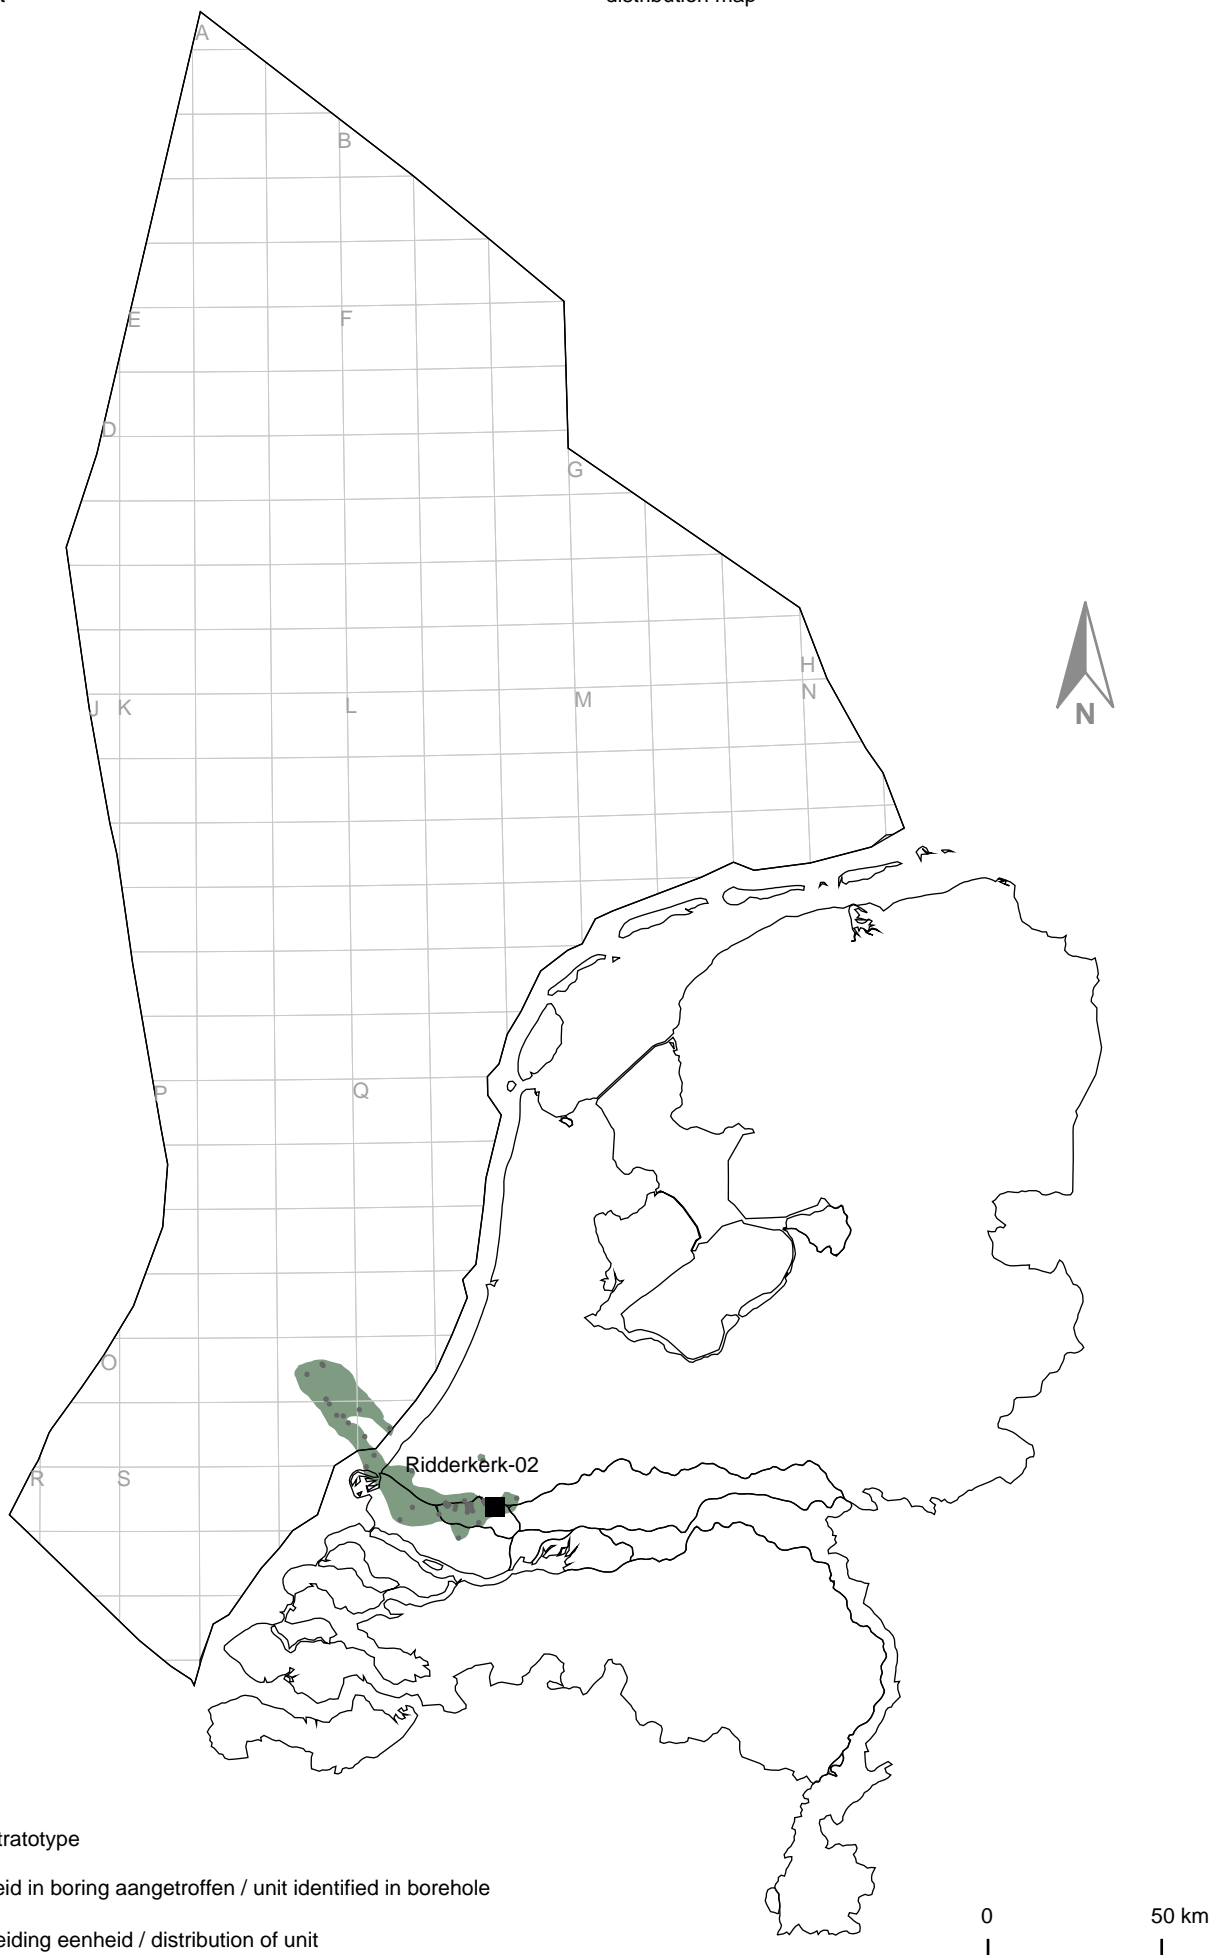 distribution map
A
B
E
F
D
G
H
J K
L
M
N
N
P
Q
O
Ridderkerk-02
R
S
tratotype
eid in boring aangetroffen / unit identified in borehole
0
50 km
eiding eenheid / distribution of unit